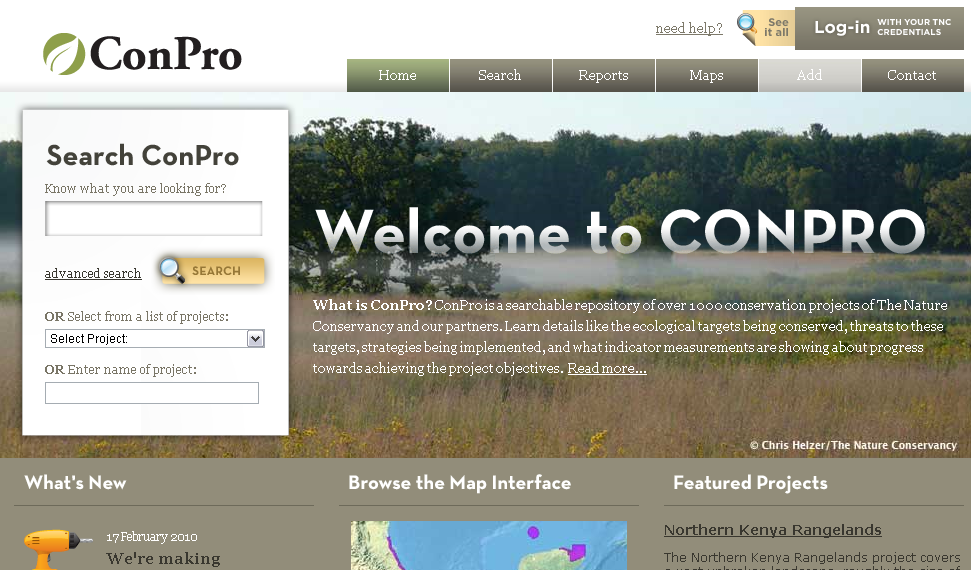 need help?
See it all
Log-in WITH YOUR TNC CREDENTIALS
ConPro
Home Search Reports Maps Add Contact
Search ConPro
Know what you are looking for?
advanced search
SEARCH
OR Select from a list of projects:
Select Project:
OR Enter name of project:
Welcome to CONPRO
What is ConPro? ConPro is a searchable repository of over 1000 conservation projects of The Nature
Conservancy and our partners. Learn details like the ecological targets being conserved, threats to these
targets, strategies being implemented, and what indicator measurements are showing about progress
towards achieving the project objectives. Read more...
© Chris Helzer/The Nature Conservancy
What's New
17 February 2010
We're making
Browse the Map Interface
Featured Projects
Northern Kenya Rangelands
The Northern Kenya Rangelands project covers